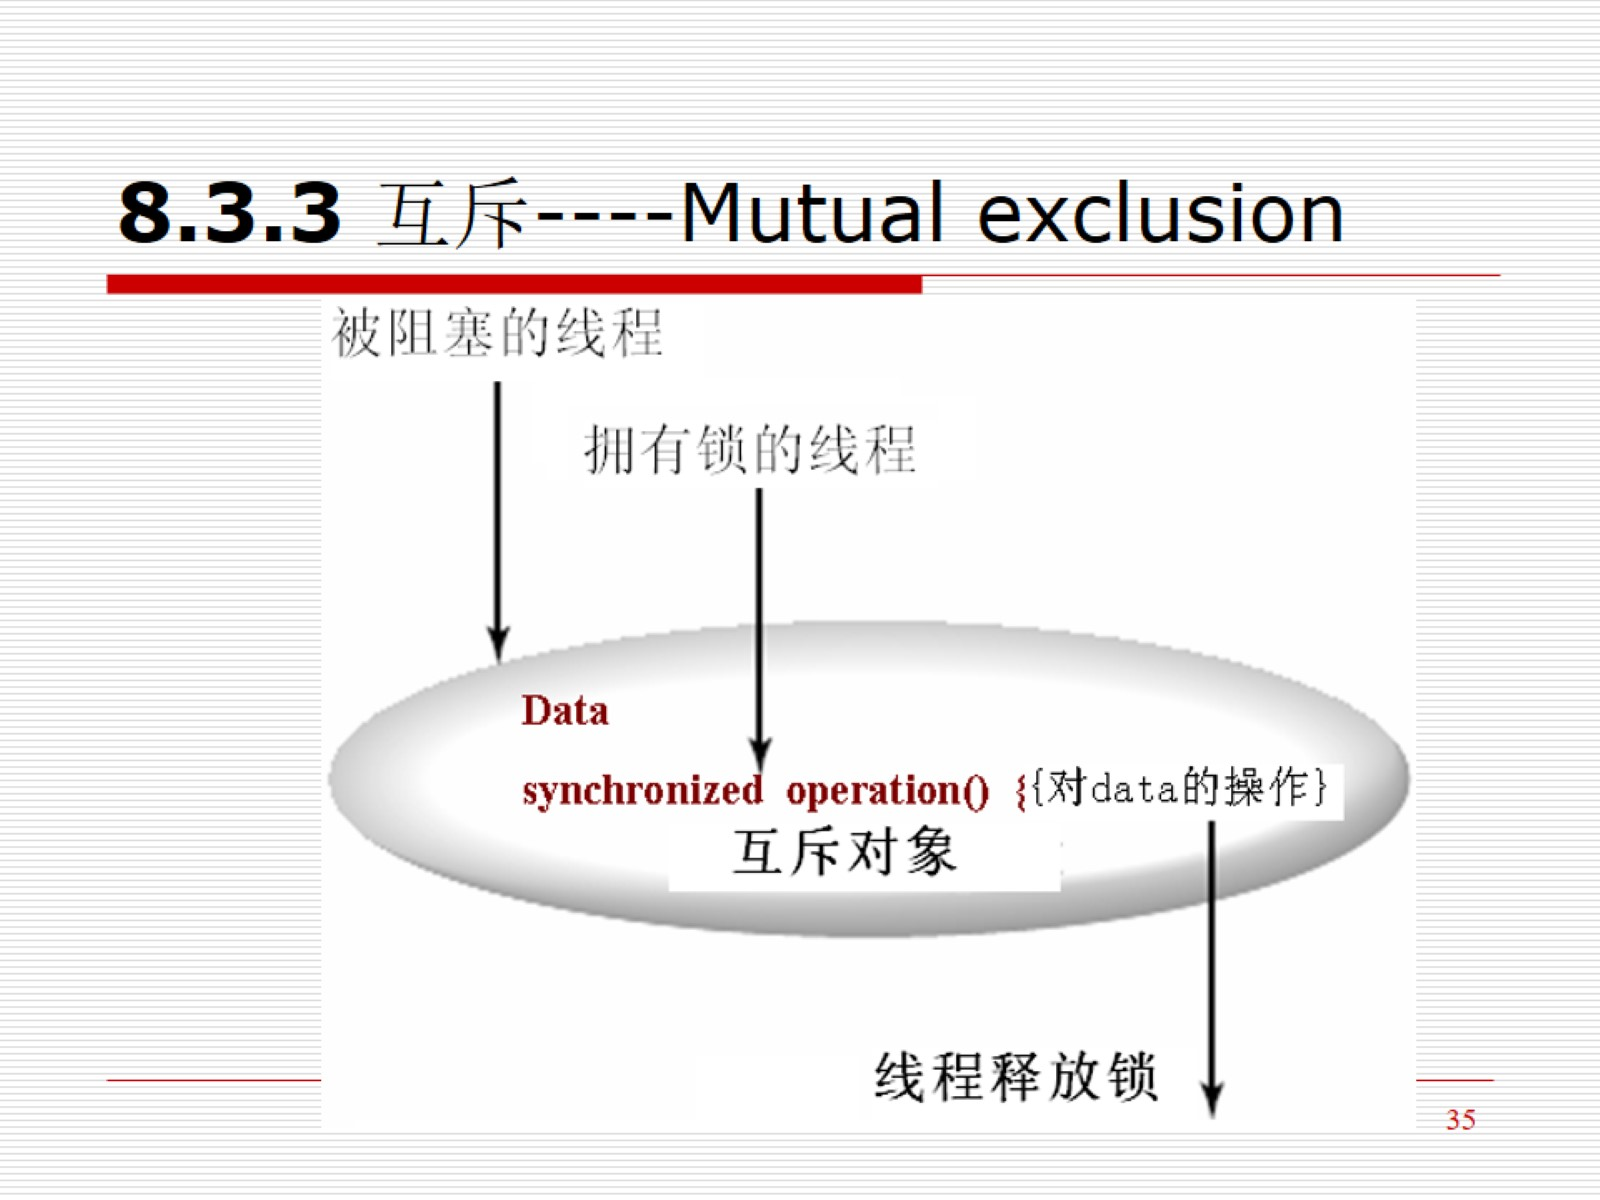 8.3.3 互斥----Mutual exclusion
被阻塞的线程
拥有锁的线程
Data
synchronized operation() {{对data的操作}
互斥对象
线程释放锁
35